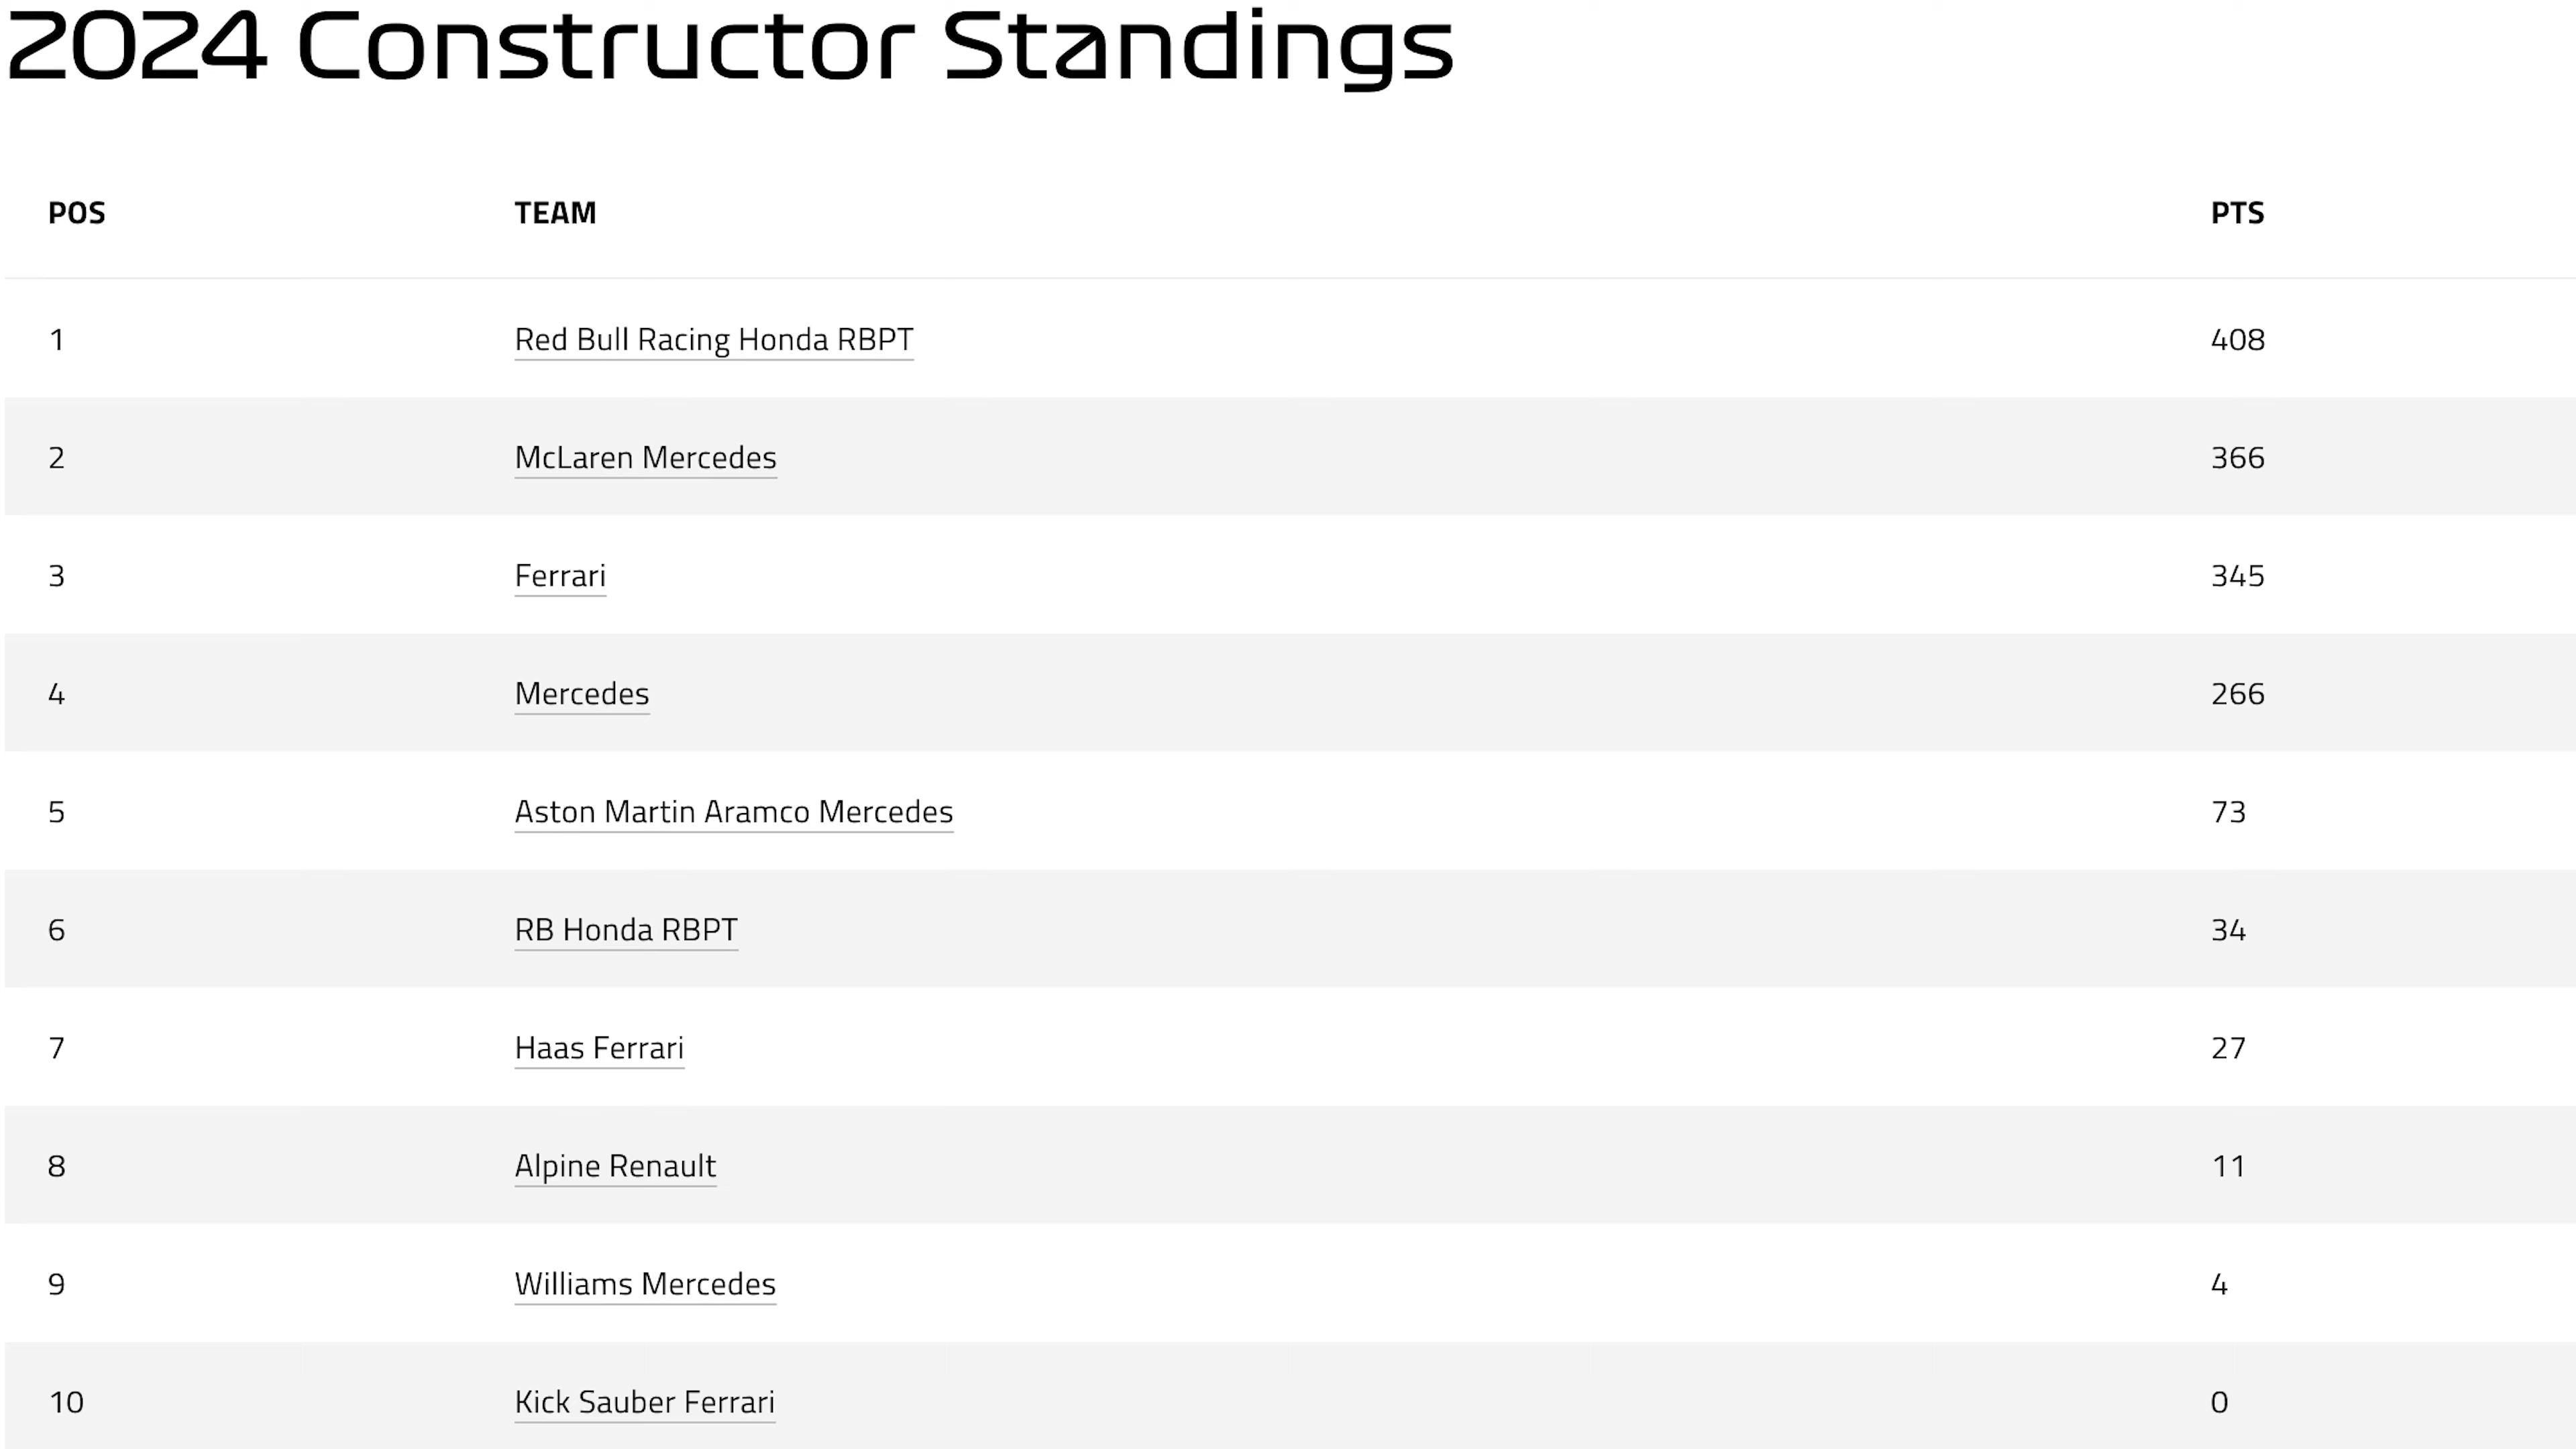 2024 Constructor Standings
POS TEAM PTS
1 Red Bull Racing Honda RBPT 408
2 McLaren Mercedes 366
3 Ferrari 345
4 Mercedes 266
5 Aston Martin Aramco Mercedes 73
6 RB Honda RBPT 34
7 Haas Ferrari 27
8 Alpine Renault 11
9 Williams Mercedes 4
10 Kick Sauber Ferrari 0